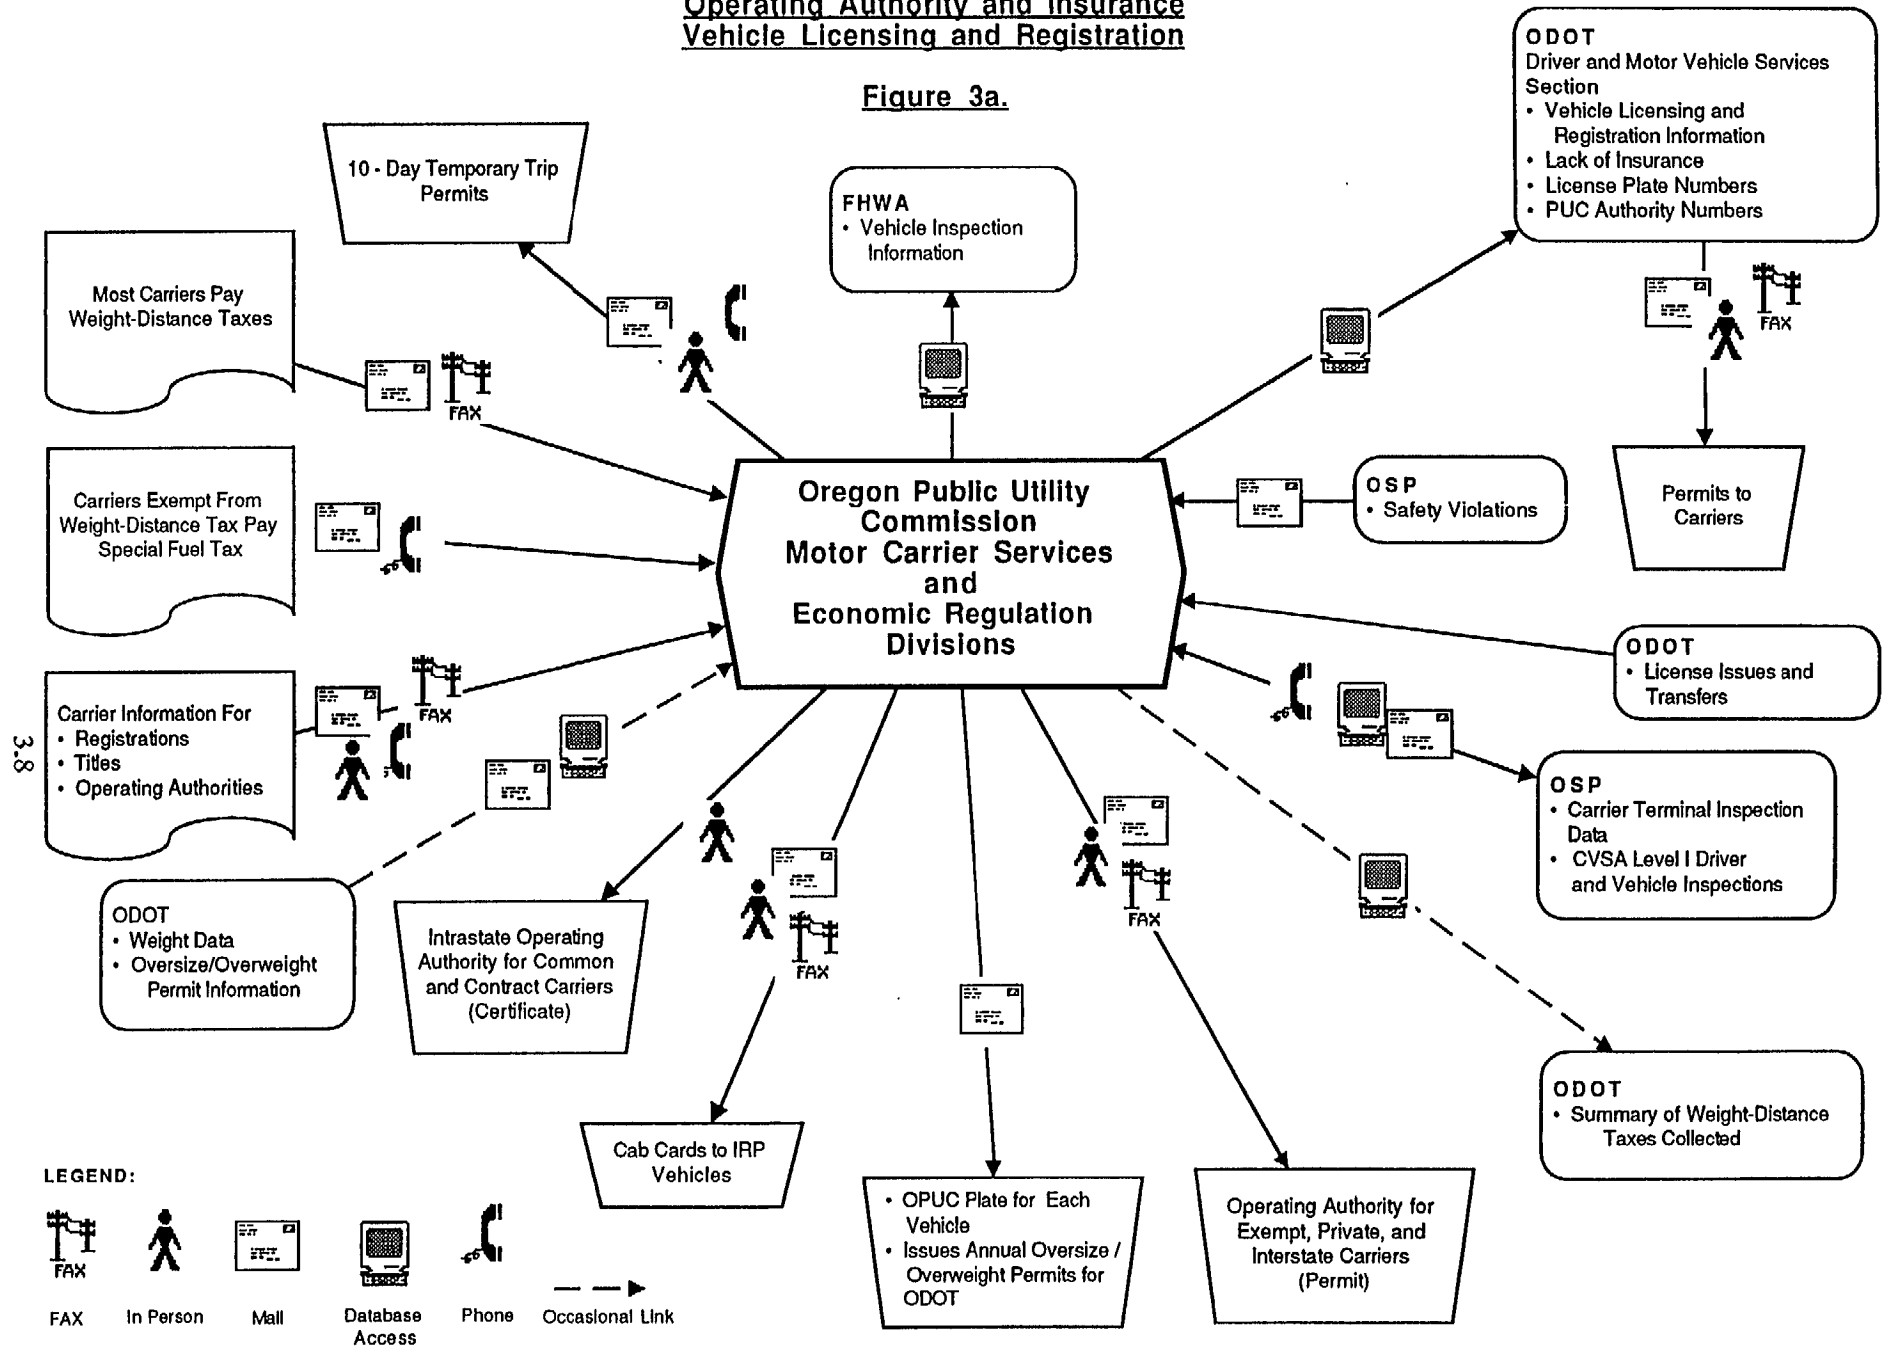 Operating Authority and Insurance
Vehicle Licensing and Registration
Figure 3a.
ODOT
Driver and Motor Vehicle Services
Section
• Vehicle Licensing and
Registration Information
• Lack of Insurance
• License Plate Numbers
• PUC Authority Numbers
10 - Day Temporary Trip
Permits
FHWA
• Vehicle Inspection
Information
Most Carriers Pay
Weight-Distance Taxes
FAX
FAX
Carriers Exempt From
Weight-Distance Tax Pay
Special Fuel Tax
Oregon Public Utility
Commission
Motor Carrier Services
and
Economic Regulation
Divisions
OSP
• Safety Violations
Permits to
Carriers
ODOT
• License Issues and
Transfers
Carrier Information For
• Registrations
• Titles
• Operating Authorities
FAX
3.8
OSP
• Carrier Terminal Inspection
Data
• CVSA Level I Driver
and Vehicle Inspections
ODOT
• Weight Data
• Oversize/Overweight
Permit Information
Intrastate Operating
Authority for Common
and Contract Carriers
(Certificate)
FAX
FAX
ODOT
• Summary of Weight-Distance
Taxes Collected
Cab Cards to IRP
Vehicles
• OPUC Plate for Each
Vehicle
• Issues Annual Oversize /
Overweight Permits for
ODOT
Operating Authority for
Exempt, Private, and
Interstate Carriers
(Permit)
LEGEND:
FAX
FAX
In Person
Mail
Database
Access
Phone
Occasional Link